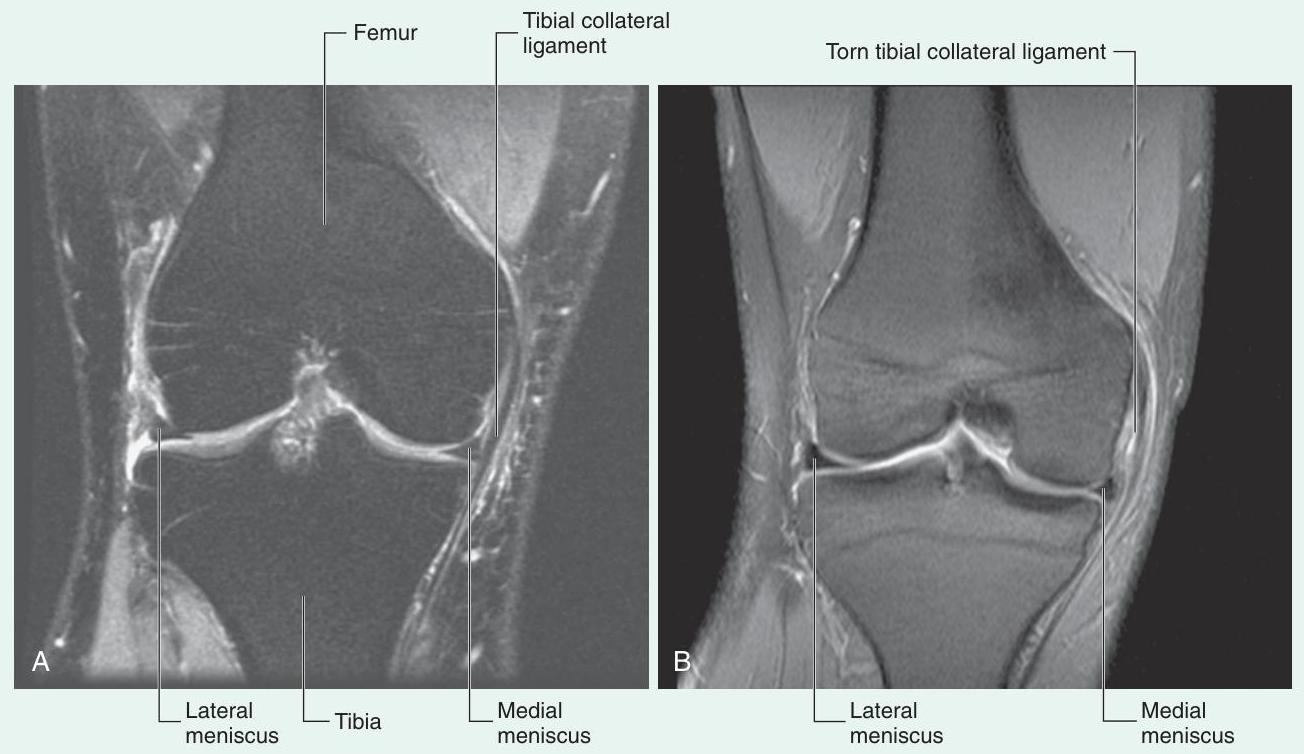 Femur
Tibial collateral
ligament
A
Lateral
meniscus
Tibia
Medial
meniscus
Torn tibial collateral ligament
B
Lateral
meniscus
Medial
meniscus